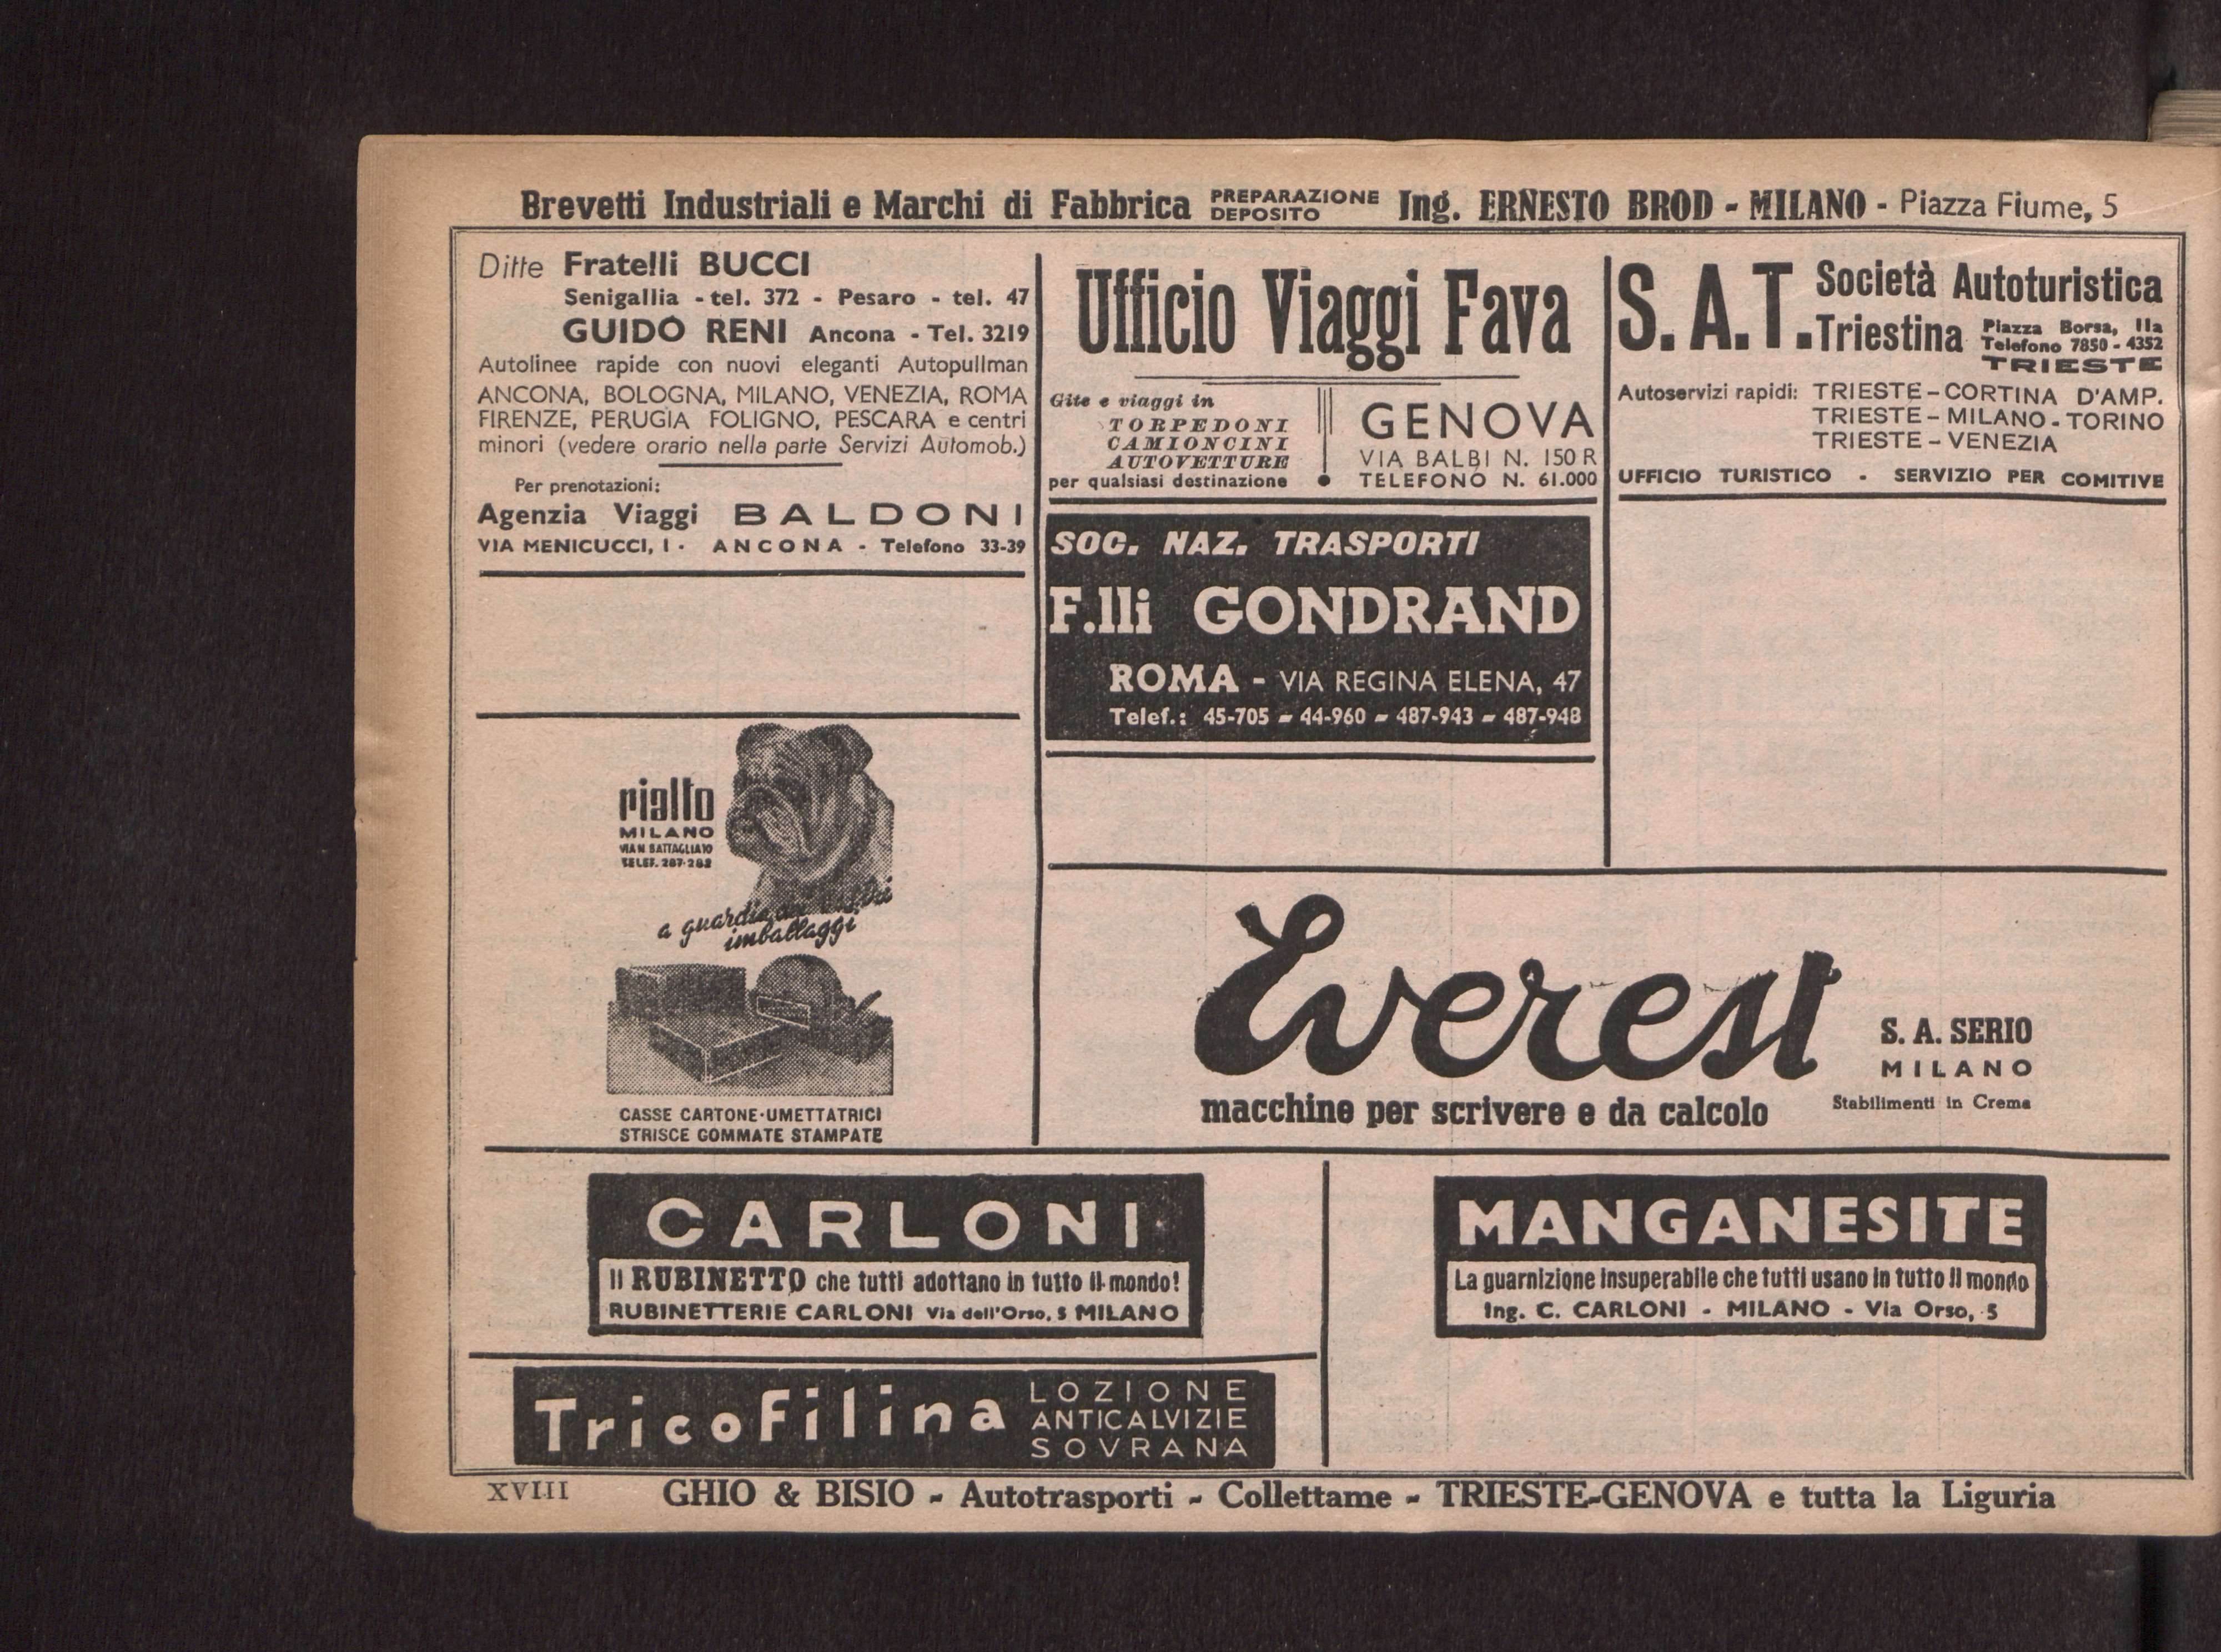 Brevetti Industriali e Marchi di Fabbrica PREPARAZIONE DEPOSITO Ing. ERNESTO BROD - MILANO - Piazza Fiume, 5
Ditte Fratelli BUCCI
Senigallia - tel. 372 - Pesaro - tel. 47
GUIDO RENI Ancona - Tel. 3219
Autolinee rapide con nuovi eleganti Autopullman
ANCONA, BOLOGNA, MILANO, VENEZIA, ROMA
FIRENZE, PERUGIA FOLIGNO, PESCARA e centri
minori (vedere orario nella parte Servizi Automob.)
Per prenotazioni:
Agenzia Viaggi BALDONI
VIA MENICUCCI, 1 - ANCONA - Telefono 33-39
rialto
MILANO
VIA N BATTAGLIA 10
TELEF. 287-282
a guardia dei
imballaggi
CASSE CARTONE-UMETTATRICI
STRISCE GOMMATE STAMPATE
Ufficio Viaggi Fava
Gite e viaggi in
TORPEDONI
CAMIONCINI
AUTOVETTURE
per qualsiasi destinazione
GENOVA
VIA BALBI N. 150 R
TELEFONO N. 61.000
SOC. NAZ. TRASPORTI
F.lli GONDRAND
ROMA - VIA REGINA ELENA, 47
Telef.: 45-705 - 44-960 - 487-943 - 487-948
S. A. T. Società Autoturistica
Triestina Piazza Borsa, 11a
Telefono 7850 - 4352
TRIESTE
Autoservizi rapidi: TRIESTE - CORTINA D'AMP.
TRIESTE - MILANO - TORINO
TRIESTE - VENEZIA
UFFICIO TURISTICO - SERVIZIO PER COMITIVE
Everest
macchine per scrivere e da calcolo
S. A. SERIO
MILANO
Stabilimenti in Crema
CARLONI
Il RUBINETTO che tutti adottano in tutto il mondo!
RUBINETTERIE CARLONI Via dell'Orso, 5 MILANO
MANGANESITE
La guarnizione insuperabile che tutti usano in tutto il mondo
Ing. C. CARLONI - MILANO - Via Orso, 5
TricoFilina
LOZIONE
ANTICALVIZIE
SOVRANA
XVIII GHIO & BISIO - Autotrasporti - Collettame - TRIESTE-GENOVA e tutta la Liguria